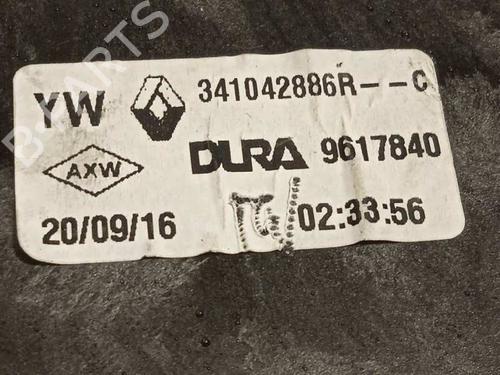 YW 341042886R--C
AXW DURA 9617840
20/09/16 02:33:56
B-PARTS